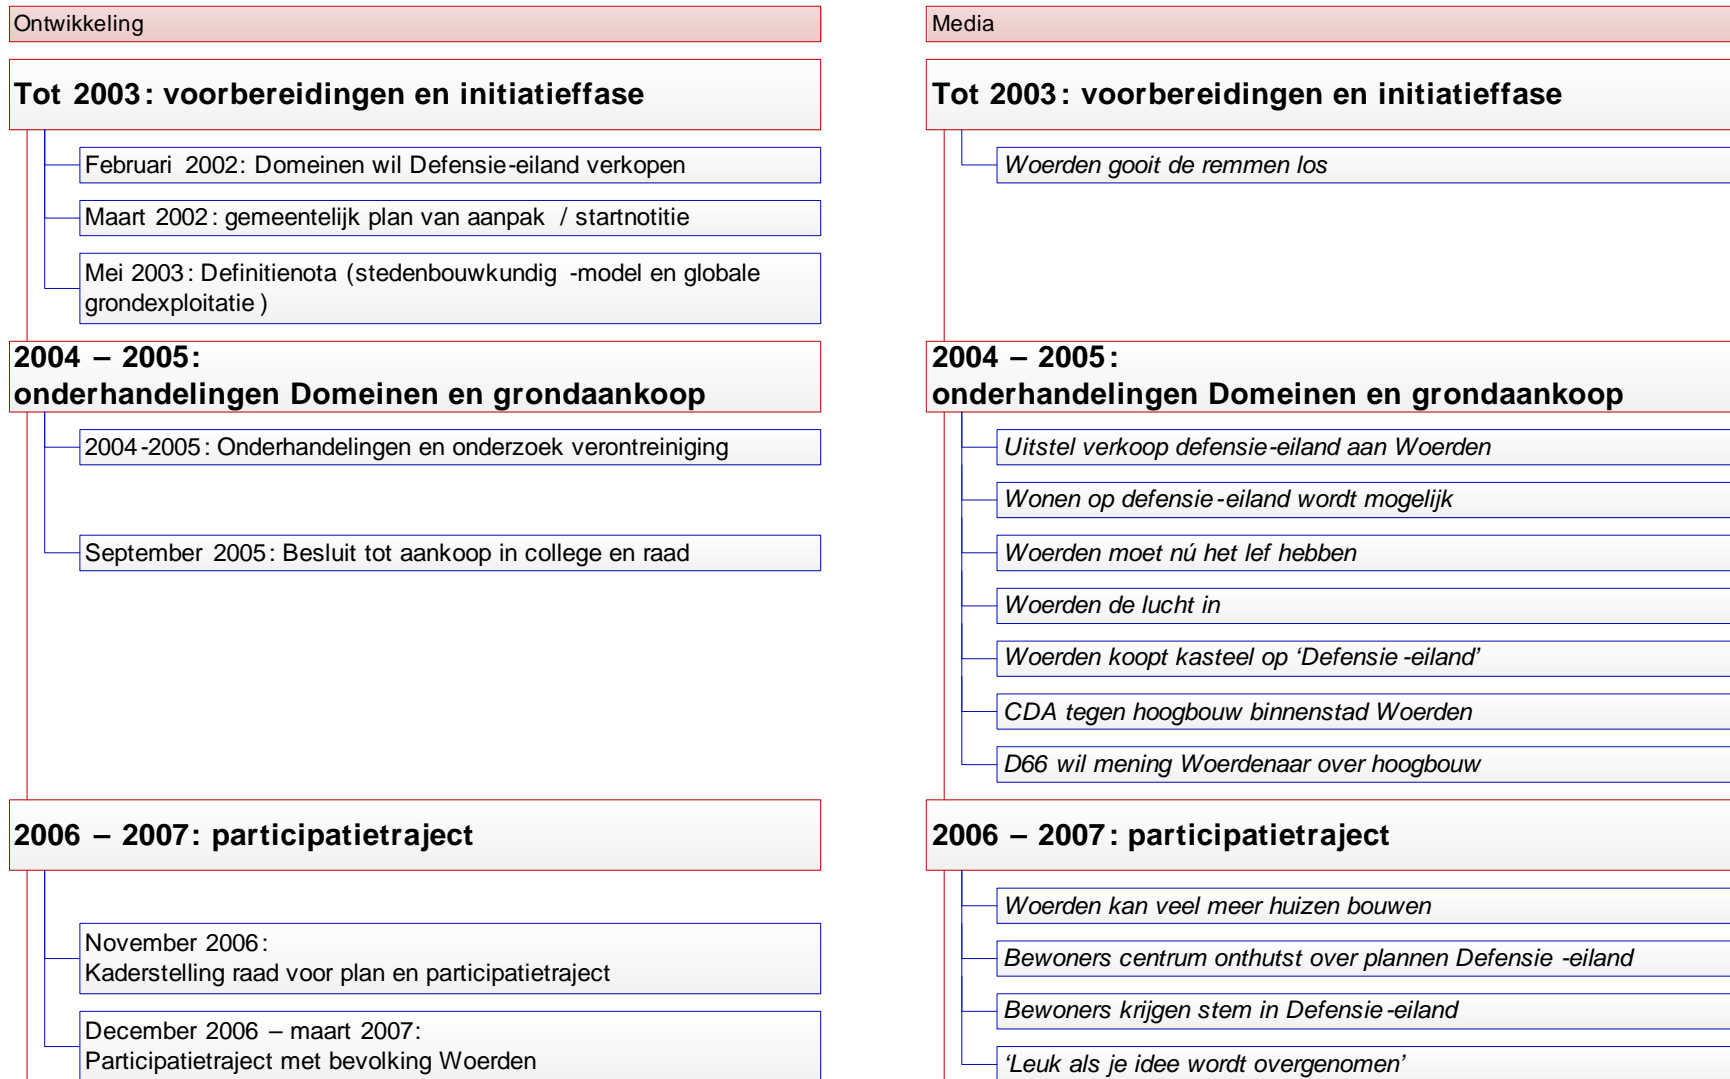 Ontwikkeling
Tot 2003: voorbereidingen en initiatieffase
Februari 2002: Domeinen wil Defensie-eiland verkopen
Maart 2002: gemeentelijk plan van aanpak / startnotitie
Mei 2003: Definitienota (stedenbouwkundig -model en globale
grondexploitatie)
2004 – 2005:
onderhandelingen Domeinen en grondaankoop
2004-2005: Onderhandelingen en onderzoek verontreiniging
September 2005: Besluit tot aankoop in college en raad
2006 – 2007: participatietraject
November 2006:
Kaderstelling raad voor plan en participatietraject
December 2006 – maart 2007:
Participatietraject met bevolking Woerden
Media
Tot 2003: voorbereidingen en initiatieffase
Woerden gooit de remmen los
2004 – 2005:
onderhandelingen Domeinen en grondaankoop
Uitstel verkoop defensie-eiland aan Woerden
Wonen op defensie-eiland wordt mogelijk
Woerden moet nú het lef hebben
Woerden de lucht in
Woerden koopt kasteel op ‘Defensie-eiland’
CDA tegen hoogbouw binnenstad Woerden
D66 wil mening Woerdenaar over hoogbouw
2006 – 2007: participatietraject
Woerden kan veel meer huizen bouwen
Bewoners centrum onthutst over plannen Defensie-eiland
Bewoners krijgen stem in Defensie-eiland
‘Leuk als je idee wordt overgenomen’